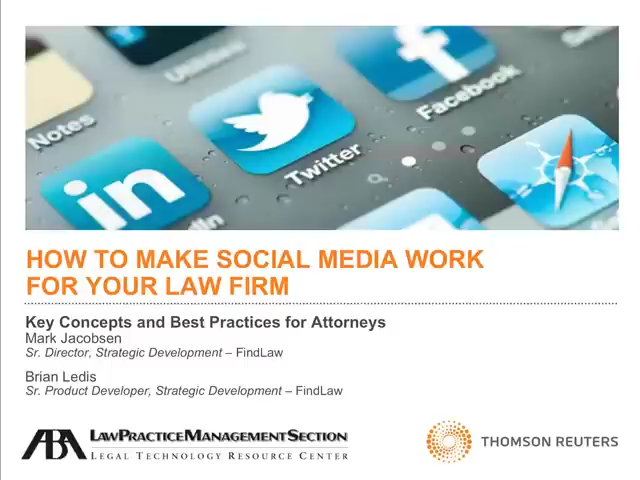 Utilities
Notes
Facebook
Twitter
in
HOW TO MAKE SOCIAL MEDIA WORK
FOR YOUR LAW FIRM
Key Concepts and Best Practices for Attorneys
Mark Jacobsen
Sr. Director, Strategic Development – FindLaw
Brian Ledis
Sr. Product Developer, Strategic Development – FindLaw
ABA LAWPRACTICEMANAGEMENTSECTION
LEGAL TECHNOLOGY RESOURCE CENTER
THOMSON REUTERS